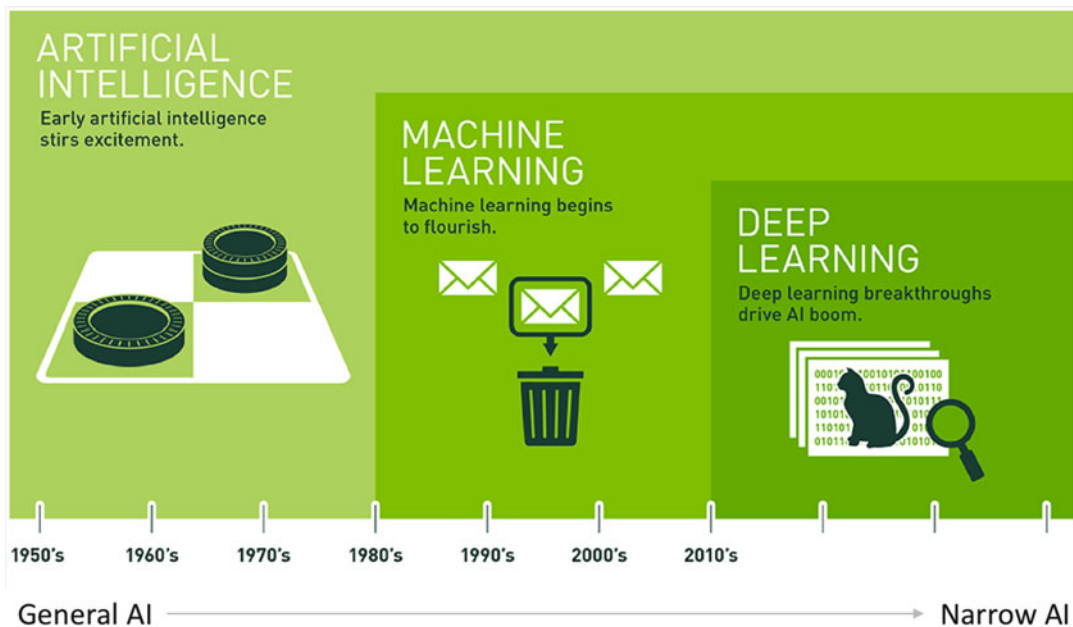 ARTIFICIAL
INTELLIGENCE
Early artificial intelligence
stirs excitement.
MACHINE
LEARNING
Machine learning begins
to flourish.
DEEP
LEARNING
Deep learning breakthroughs
drive AI boom.
1950's 1960's 1970's 1980's 1990's 2000's 2010's
General AI Narrow AI